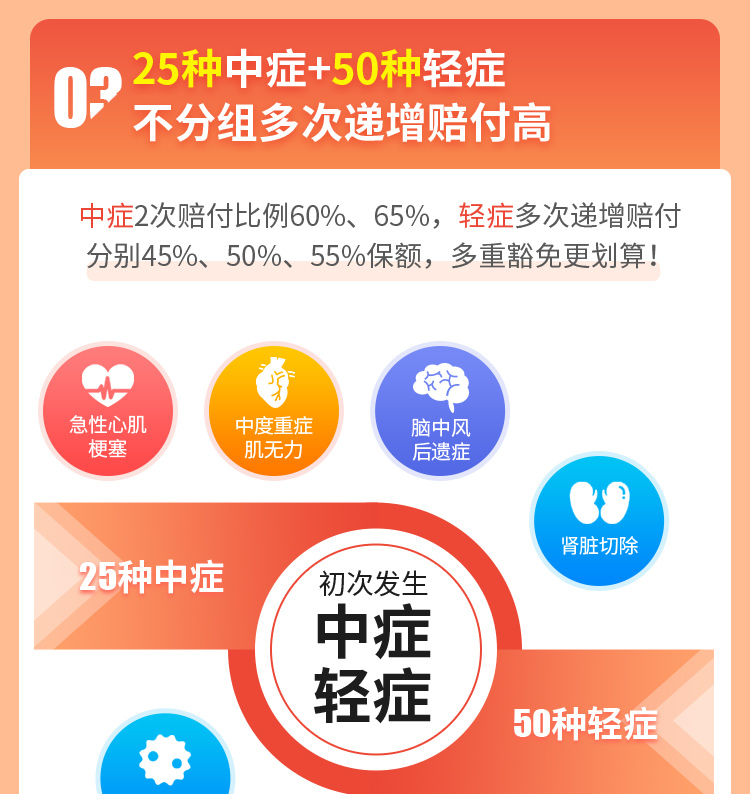 03
25种中症+50种轻症
不分组多次递增赔付高
中症2次赔付比例60%、65%，轻症多次递增赔付
分别45%、50%、55%保额，多重豁免更划算！
急性心肌
梗塞
中度重症
肌无力
脑中风
后遗症
肾脏切除
25种中症
初次发生
中症
轻症
50种轻症